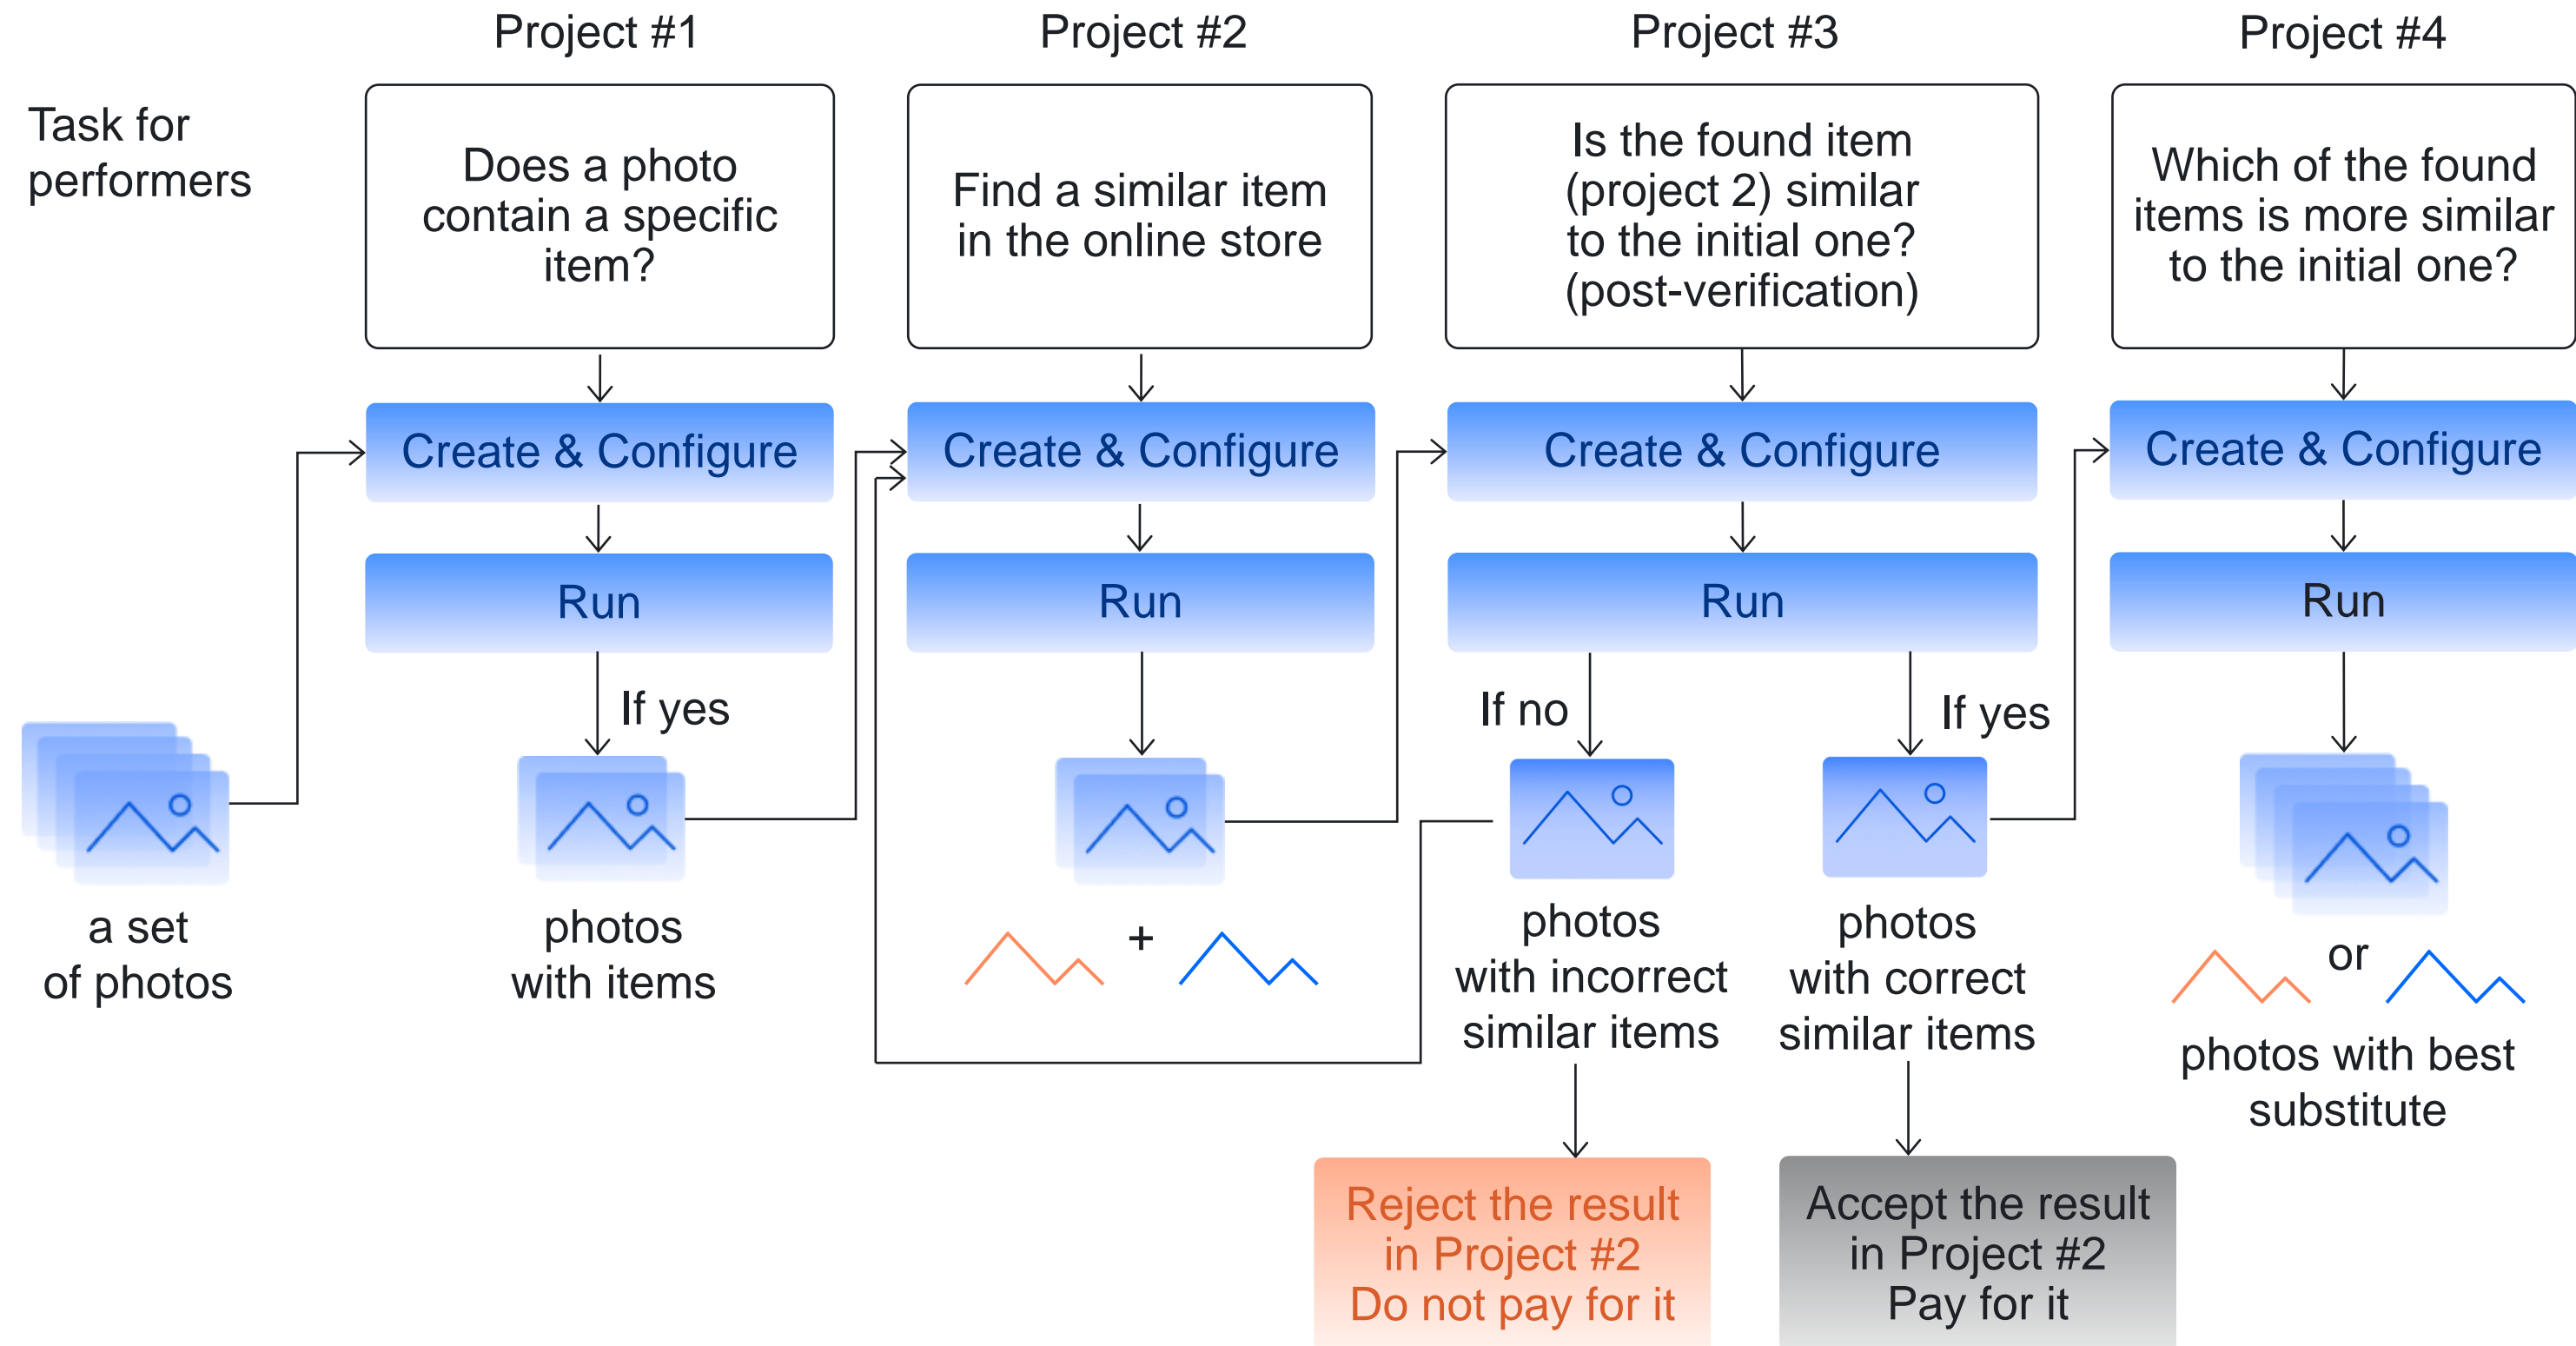 Project #1
Project #2
Project #3
Project #4
Task for
performers
Does a photo
contain a specific
item?
Find a similar item
in the online store
Is the found item
(project 2) similar
to the initial one?
(post-verification)
Which of the found
items is more similar
to the initial one?
Create & Configure
Create & Configure
Create & Configure
Create & Configure
Run
Run
Run
Run
If yes
If no
If yes
a set
of photos
photos
with items
+
photos
with incorrect
similar items
photos
with correct
similar items
or
photos with best
substitute
Reject the result
in Project #2
Do not pay for it
Accept the result
in Project #2
Pay for it